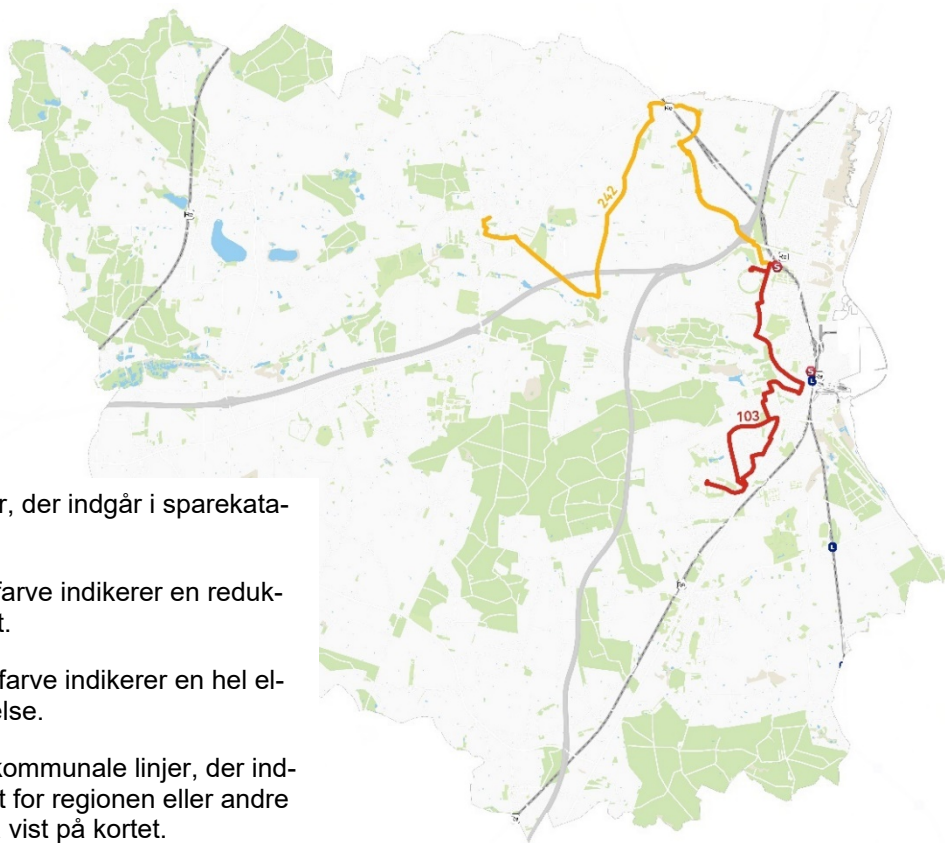 242
103
r, der indgår i sparekata-
farve indikerer en reduk-
t.
farve indikerer en hel el-
else.
kommunale linjer, der ind-
t for regionen eller andre
vist på kortet.
S
S
L
L